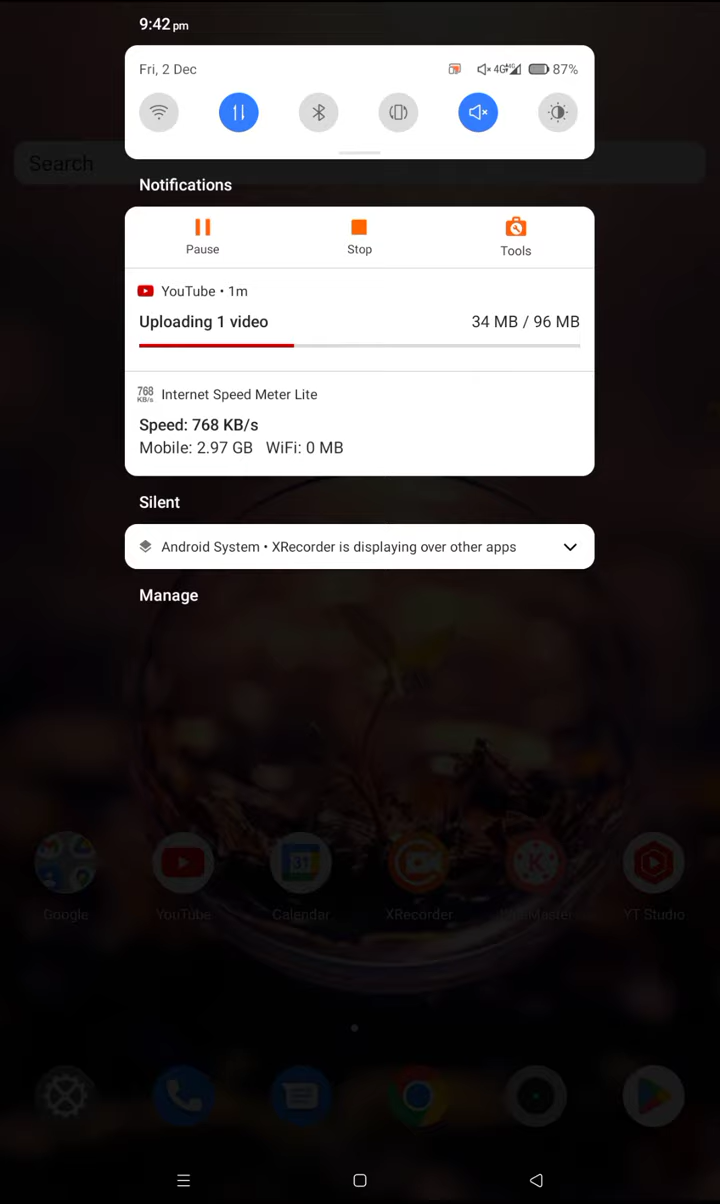 9:42 pm
Fri, 2 Dec
4G 87%
Search
Notifications
Pause Stop Tools
YouTube • 1m
Uploading 1 video 34 MB / 96 MB
768 KB/s Internet Speed Meter Lite
Speed: 768 KB/s
Mobile: 2.97 GB WiFi: 0 MB
Silent
Android System • XRecorder is displaying over other apps
Manage
31
Google YouTube Calendar XRecorder YT Studio